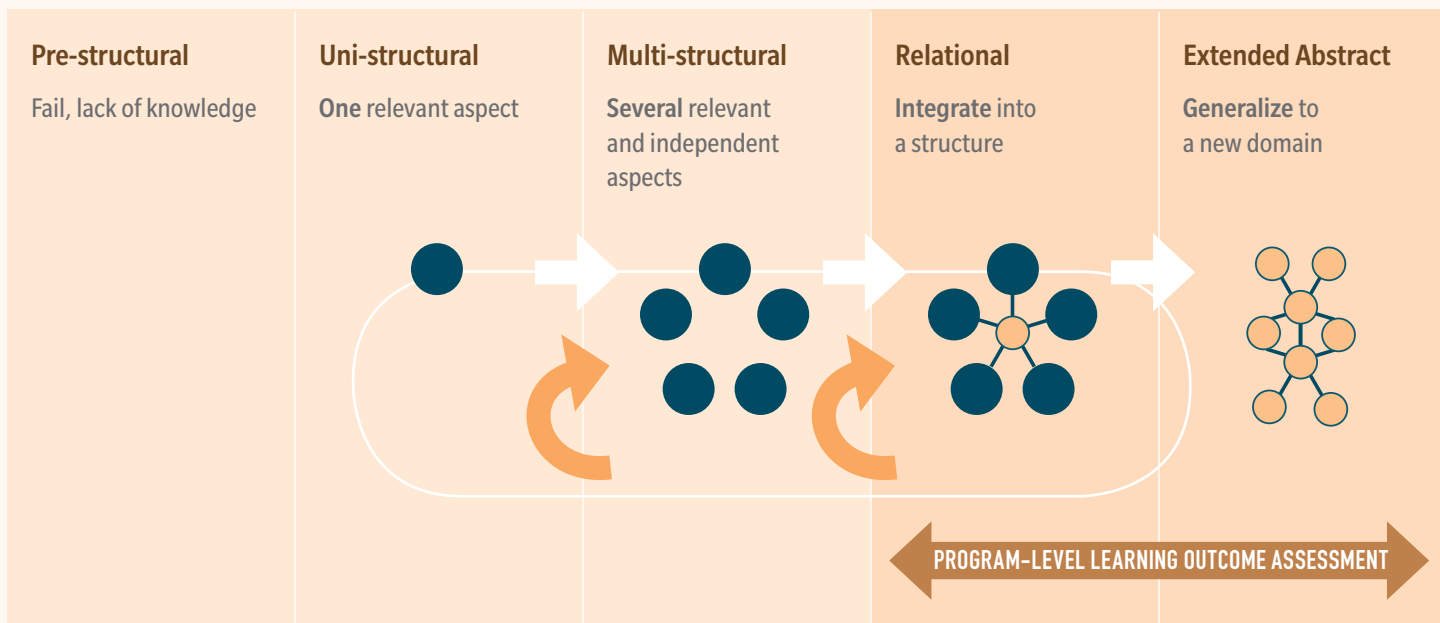 Pre-structural
Fail, lack of knowledge
Uni-structural
One relevant aspect
Multi-structural
Several relevant
and independent
aspects
Relational
Integrate into
a structure
Extended Abstract
Generalize to
a new domain
PROGRAM-LEVEL LEARNING OUTCOME ASSESSMENT